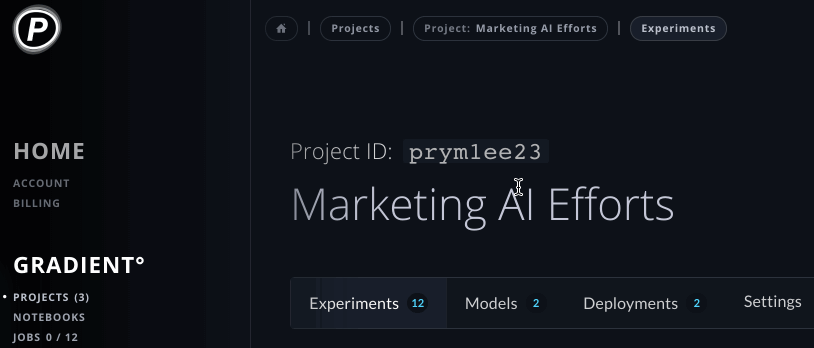 P
Projects
Project: Marketing AI Efforts
Experiments
HOME
ACCOUNT
BILLING
GRADIENT°
PROJECTS (3)
NOTEBOOKS
JOBS 0 / 12
Project ID: prymlee23
Marketing AI Efforts
Experiments 12
Models 2
Deployments 2
Settings